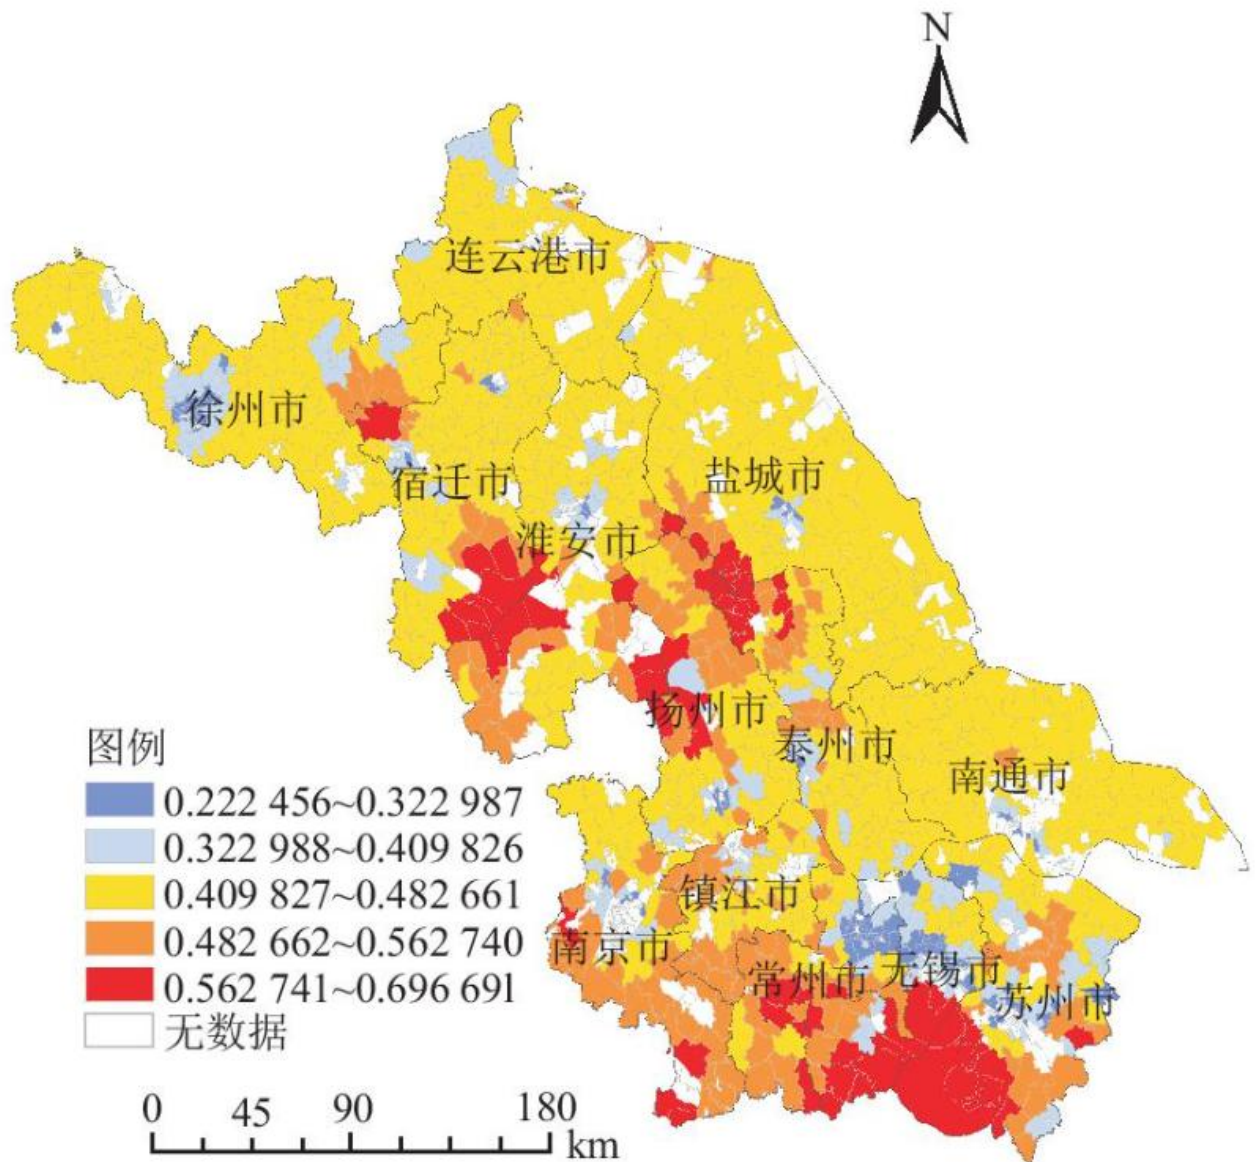 N
连云港市
徐州市
宿迁市
盐城市
淮安市
扬州市
泰州市
南通市
镇江市
南京市
常州市
无锡市
苏州市
图例
0.222 456~0.322 987
0.322 988~0.409 826
0.409 827~0.482 661
0.482 662~0.562 740
0.562 741~0.696 691
无数据
0 45 90 180
km